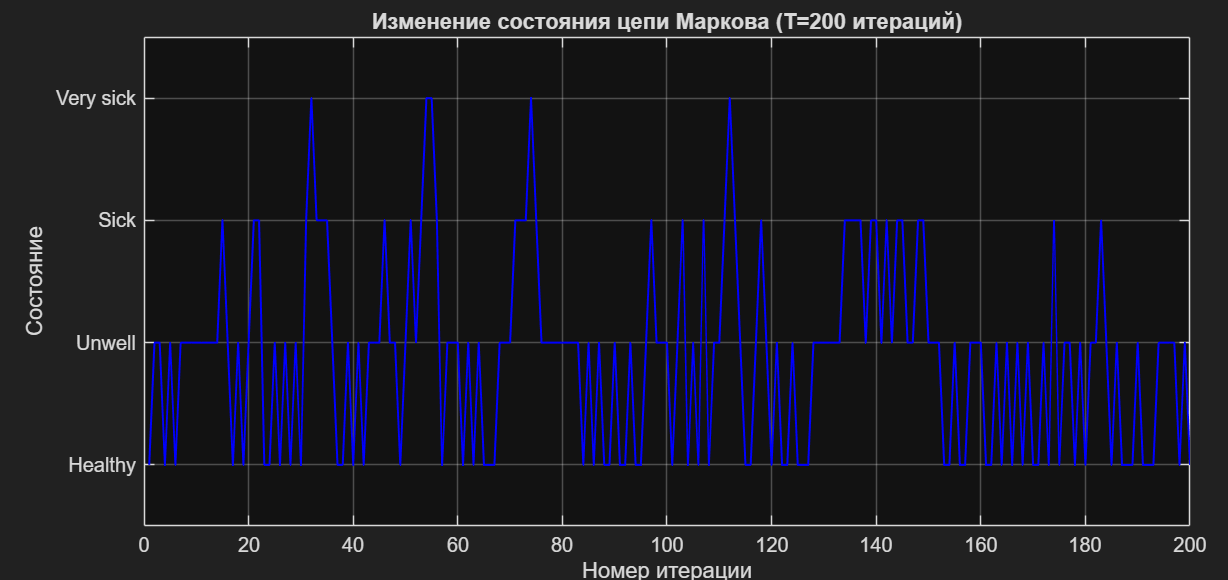 Изменение состояния цепи Маркова (T=200 итераций)
Состояние
Very sick
Sick
Unwell
Healthy
0 20 40 60 80 100 120 140 160 180 200
Номер итерации